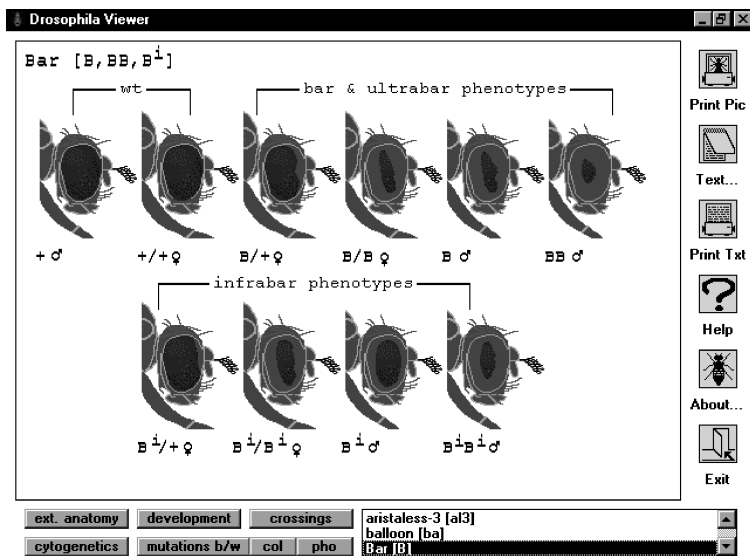 Drosophila Viewer
Bar [B,BB,Bⁱ]
wt
bar & ultrabar phenotypes
+ ♂
+/+ ♀
B/+ ♀
B/B ♀
B ♂
BB ♂
infrabar phenotypes
Bⁱ/+ ♀
Bⁱ/Bⁱ ♀
Bⁱ ♂
BⁱBⁱ ♂
Print Pic
Text...
Print Txt
Help
About...
Exit
ext. anatomy
development
crossings
cytogenetics
mutations b/w
col
pho
aristaless-3 [al3]
balloon [ba]
Bar [B]